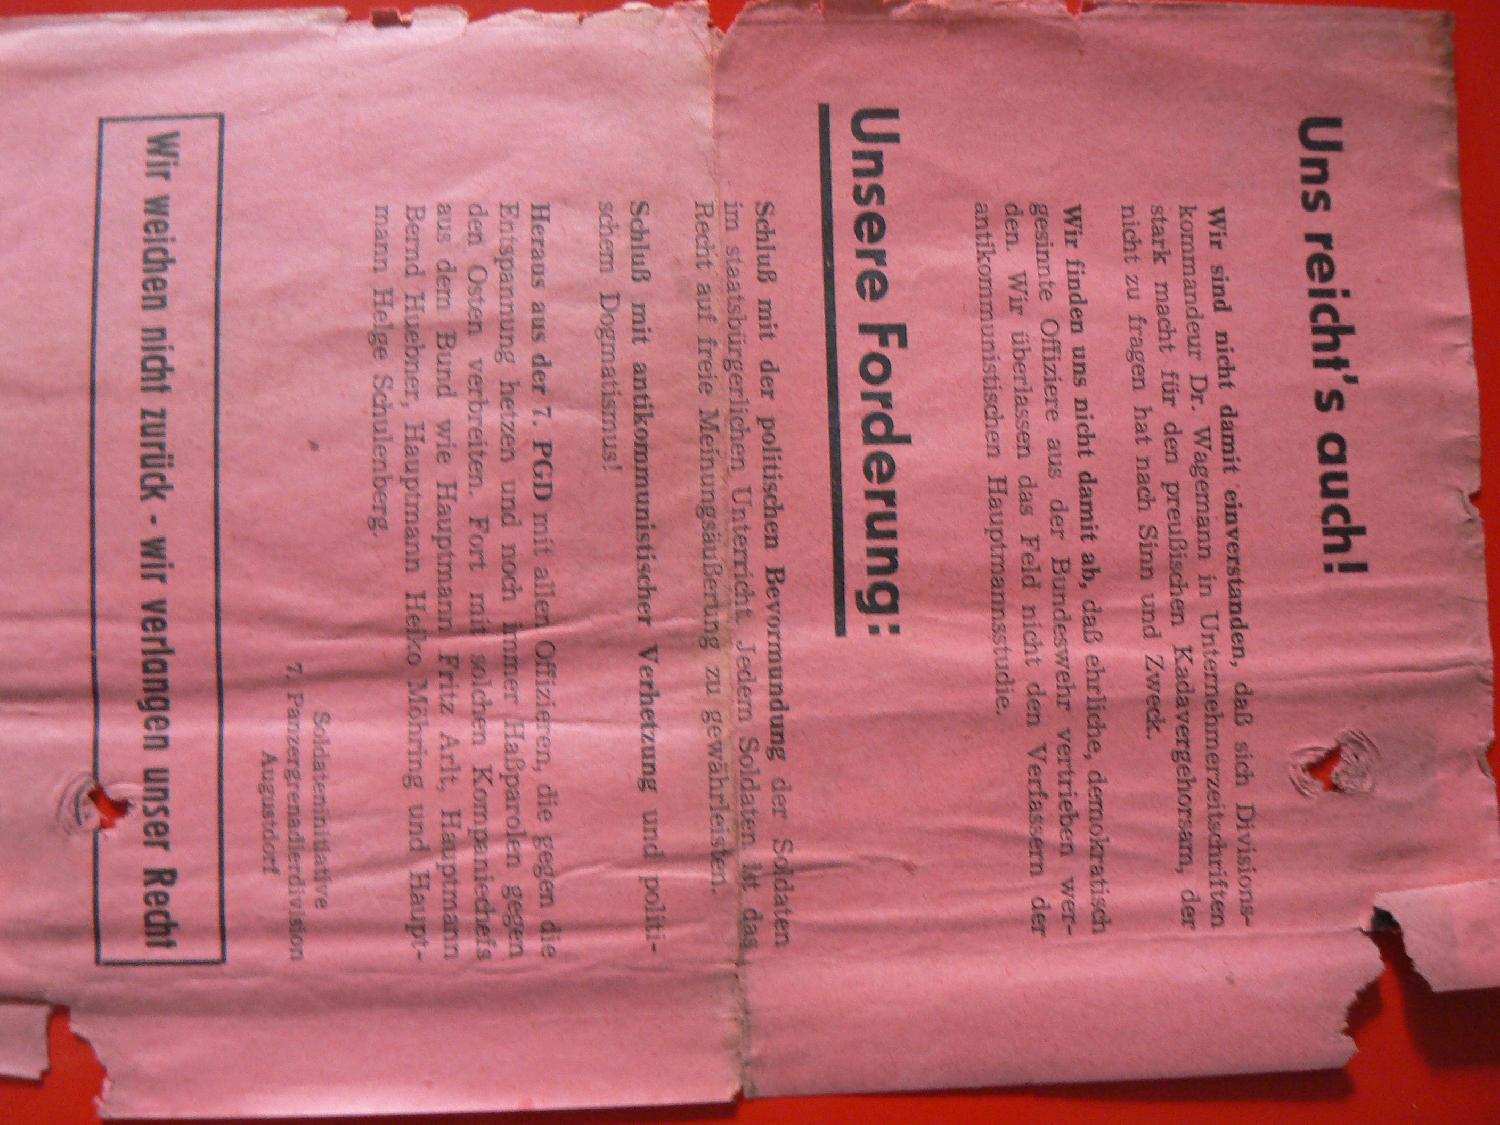 Uns reicht's auch!
Wir sind nicht damit einverstanden, daß sich Divisions-
kommandeur Dr. Wagemann in Unternehmerzeitschriften
stark macht für den preußischen Kadavergehorsam, der
nicht zu fragen hat nach Sinn und Zweck.
Wir finden uns nicht damit ab, daß ehrliche, demokratisch
gesinnte Offiziere aus der Bundeswehr vertrieben wer-
den. Wir überlassen das Feld nicht den Verfassern der
antikommunistischen Hauptmannsstudie.
Unsere Forderung:
Schluß mit der politischen Bevormundung der Soldaten
im staatsbürgerlichen Unterricht. Jedem Soldaten ist das
Recht auf freie Meinungsäußerung zu gewährleisten.
Schluß mit antikommunistischer Verhetzung und politi-
schem Dogmatismus!
Heraus aus der 7. PGD mit allen Offizieren, die gegen die
Entspannung hetzen und noch immer Haßparolen gegen
den Osten verbreiten. Fort mit solchen Kompaniechefs
aus dem Bund wie Hauptmann Fritz Arlt, Hauptmann
Bernd Huebner, Hauptmann Heiko Möhring und Haupt-
mann Helge Schulenberg.
Soldateninitiative
7. Panzergrenadierdivision
Augustdorf
Wir weichen nicht zurück - wir verlangen unser Recht